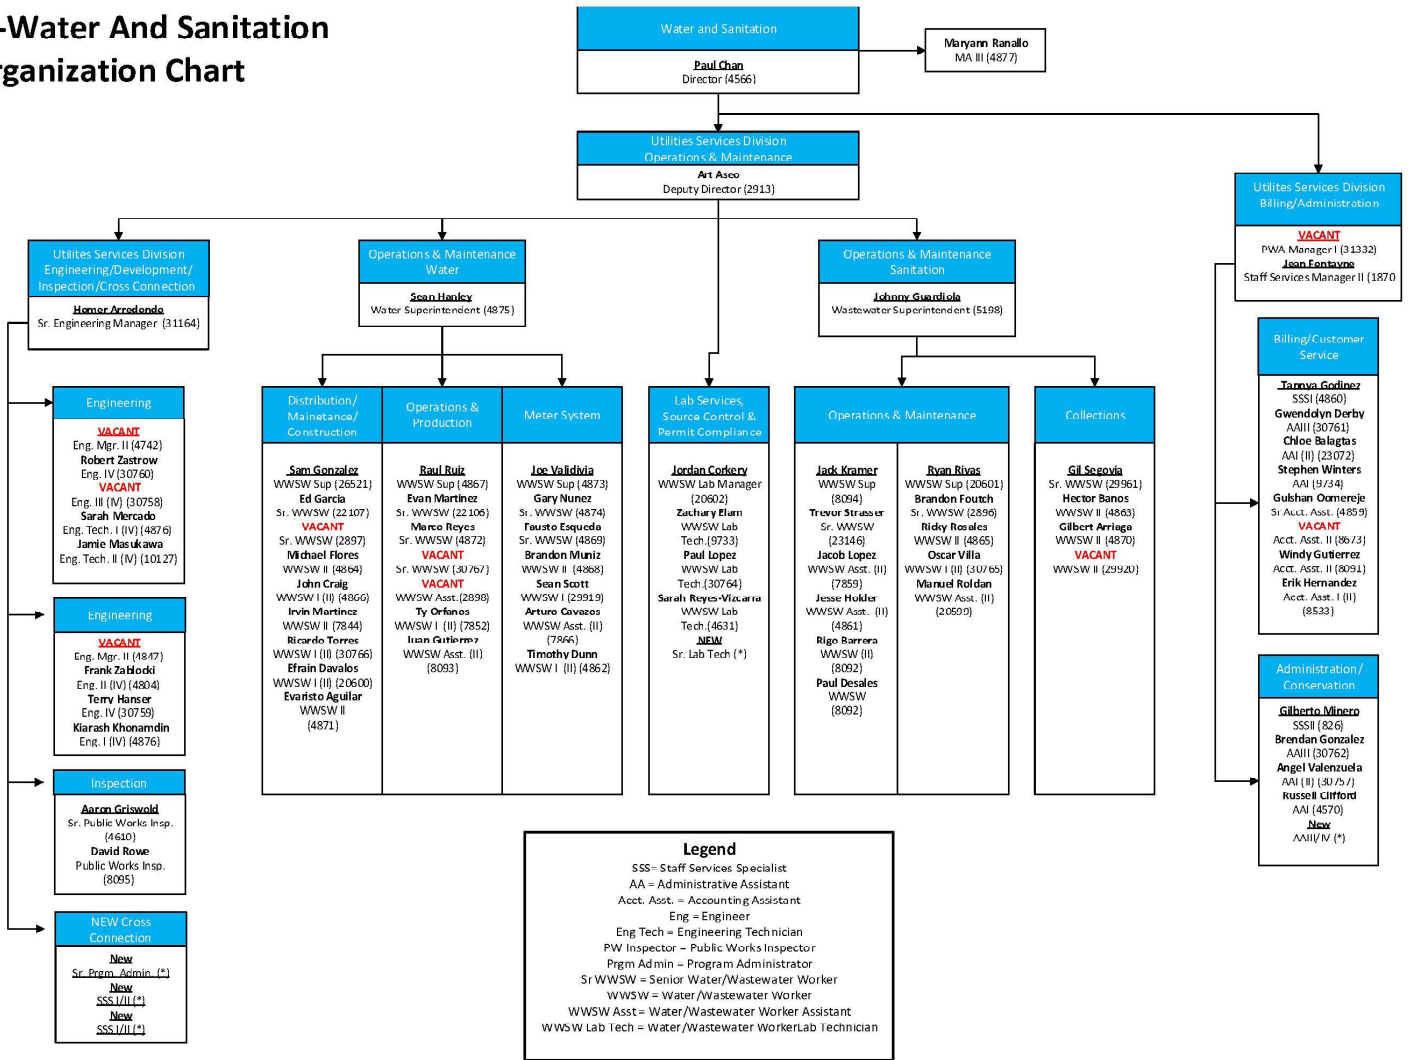 -Water And Sanitation
rganization Chart
Water and Sanitation
Paul Chan
Director (4566)
Maryann Ranallo
MA III (4877)
Utilities Services Division
Operations & Maintenance
Art Aseo
Deputy Director (2913)
Utilites Services Division
Billing/Administration
VACANT
PWA Manager I (31332)
Jean Fontayne
Staff Services Manager II (1870
Utilites Services Division
Engineering/Development/
Inspection/Cross Connection
Homer Arredondo
Sr. Engineering Manager (31164)
Operations & Maintenance
Water
Sean Hanley
Water Superintendent (4875)
Operations & Maintenance
Sanitation
Johnny Guardiola
Wastewater Superintendent (5198)
Engineering
VACANT
Eng. Mgr. II (4742)
Robert Zastrow
Eng. IV (30760)
VACANT
Eng. III (IV) (30758)
Sarah Mercado
Eng. Tech. I (IV) (4876)
Jamie Masukawa
Eng. Tech. II (IV) (10127)
Engineering
VACANT
Eng. Mgr. II (4847)
Frank Zablocki
Eng. II (IV) (4804)
Terry Hanser
Eng. IV (30759)
Kiarash Khonamdin
Eng. I (IV) (4876)
Inspection
Aaron Griswold
Sr. Public Works Insp.
(4610)
David Rowe
Public Works Insp.
(8095)
NEW Cross
Connection
New
Sr. Prgm. Admin. (*)
New
SSS I/II (*)
New
SSS I/II (*)
Distribution/
Mainetance/
Construction
Sam Gonzalez
WWSW Sup (26521)
Ed Garcia
Sr. WWSW (22107)
VACANT
Sr. WWSW (2897)
Michael Flores
WWSW II (4864)
John Craig
WWSW I (II) (4866)
Irvin Martinez
WWSW II (7844)
Ricardo Torres
WWSW I (II) (30766)
Efrain Davalos
WWSW I (II) (20600)
Evaristo Aguilar
WWSW II
(4871)
Operations &
Production
Raul Ruiz
WWSW Sup (4867)
Evan Martinez
Sr. WWSW (22106)
Marco Reyes
Sr. WWSW (4872)
VACANT
Sr. WWSW (30767)
VACANT
WWSW Asst.(2898)
Ty Orfanos
WWSW I (II) (7852)
Juan Gutierrez
WWSW Asst. (II)
(8093)
Meter System
Joe Validivia
WWSW Sup (4873)
Gary Nunez
Sr. WWSW (4874)
Fausto Esqueda
Sr. WWSW (4869)
Brandon Muniz
WWSW II (4868)
Sean Scott
WWSW I (29919)
Arturo Cavazos
WWSW Asst. (II)
(7866)
Timothy Dunn
WWSW I (II) (4862)
Lab Services,
Source Control &
Permit Compliance
Jordan Corkery
WWSW Lab Manager
(20602)
Zachary Elam
WWSW Lab
Tech.(9733)
Paul Lopez
WWSW Lab
Tech.(30764)
Sarah Reyes-Vizcarra
WWSW Lab
Tech.(4631)
NEW
Sr. Lab Tech (*)
Operations & Maintenance
Jack Kramer
WWSW Sup
(8094)
Trevor Strasser
Sr. WWSW
(23146)
Jacob Lopez
WWSW Asst. (II)
(7859)
Jesse Holder
WWSW Asst. (II)
(4861)
Rigo Barrera
WWSW (II)
(8092)
Paul Desales
WWSW
(8092)
Ryan Rivas
WWSW Sup (20601)
Brandon Foutch
Sr. WWSW (2896)
Ricky Rosales
WWSW II (4865)
Oscar Villa
WWSW I (II) (30765)
Manuel Roldan
WWSW Asst. (II)
(20599)
Collections
Gil Segovia
Sr. WWSW (29961)
Hector Banos
WWSW II (4863)
Gilbert Arriaga
WWSW II (4870)
VACANT
WWSW II (29920)
Billing/Customer
Service
Tannya Godinez
SSSI (4860)
Gwendolyn Derby
AAIII (30761)
Chloe Balagtas
AAI (II) (23072)
Stephen Winters
AAI (9734)
Gulshan Oomereje
Sr Acct. Asst. (4859)
VACANT
Acct. Asst. II (8673)
Windy Gutierrez
Acct. Asst. II (8091)
Erik Hernandez
Acct. Asst. I (II)
(8533)
Administration/
Conservation
Gilberto Minero
SSSII (826)
Brendan Gonzalez
AAIII (30762)
Angel Valenzuela
AAI (II) (30757)
Russell Clifford
AAI (4570)
New
AAIII/IV (*)
Legend
SSS= Staff Services Specialist
AA = Administrative Assistant
Acct. Asst. = Accounting Assistant
Eng = Engineer
Eng Tech = Engineering Technician
PW Inspector – Public Works Inspector
Prgm Admin – Program Administrator
Sr WWSW = Senior Water/Wastewater Worker
WWSW = Water/Wastewater Worker
WWSW Asst = Water/Wastewater Worker Assistant
WWSW Lab Tech = Water/Wastewater WorkerLab Technician